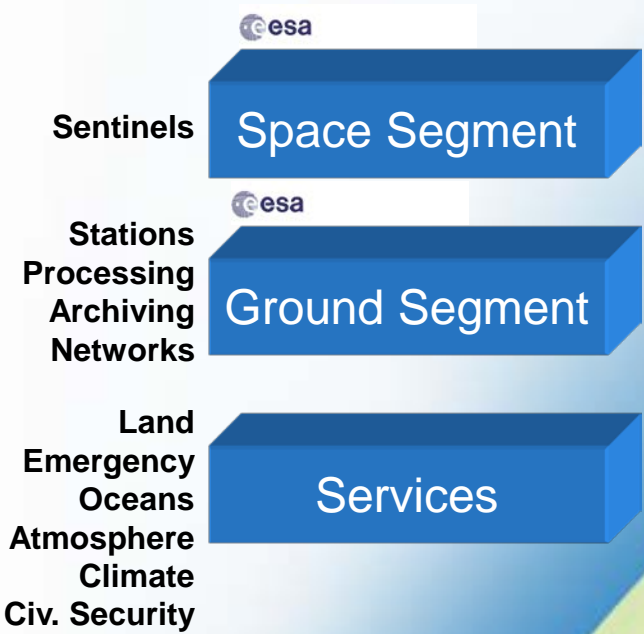 esa
Sentinels
Space Segment
esa
Stations
Processing
Archiving
Networks
Ground Segment
Land
Emergency
Oceans
Atmosphere
Climate
Civ. Security
Services